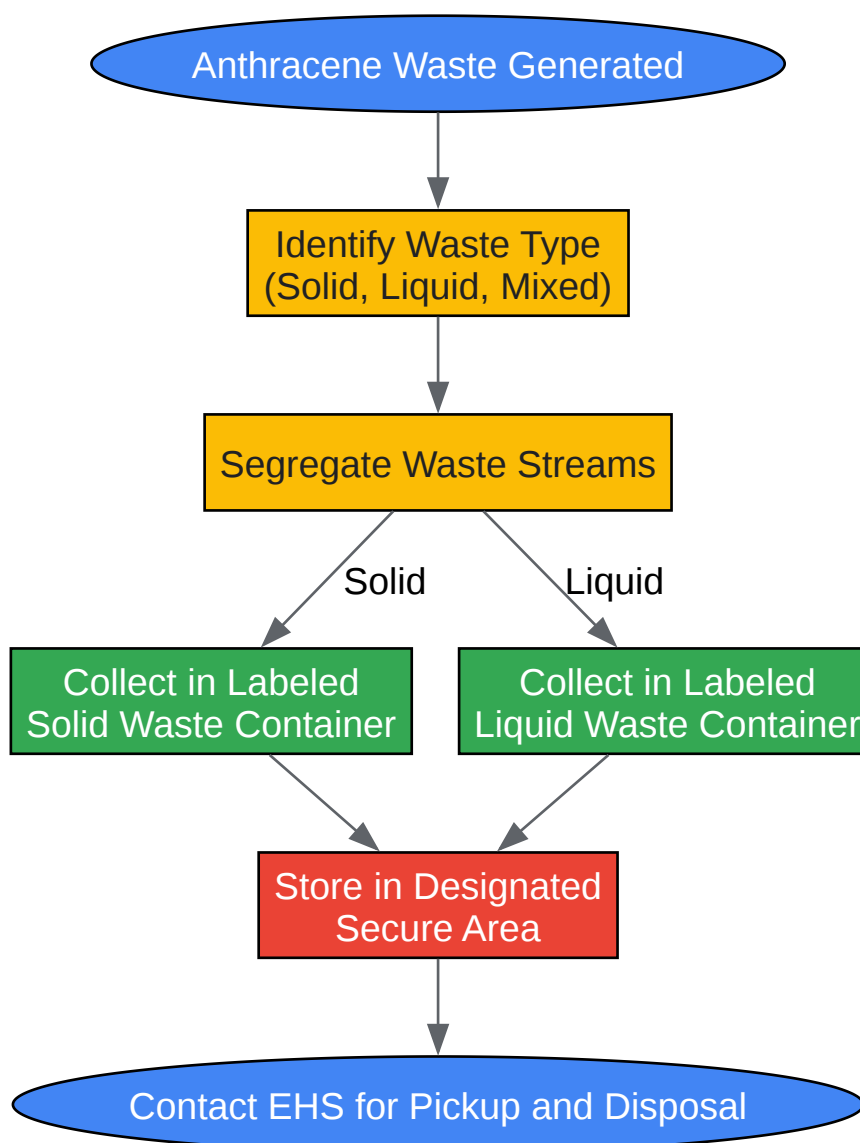 Anthracene Waste Generated
Identify Waste Type
(Solid, Liquid, Mixed)
Segregate Waste Streams
Solid
Liquid
Collect in Labeled
Solid Waste Container
Collect in Labeled
Liquid Waste Container
Store in Designated
Secure Area
Contact EHS for Pickup and Disposal